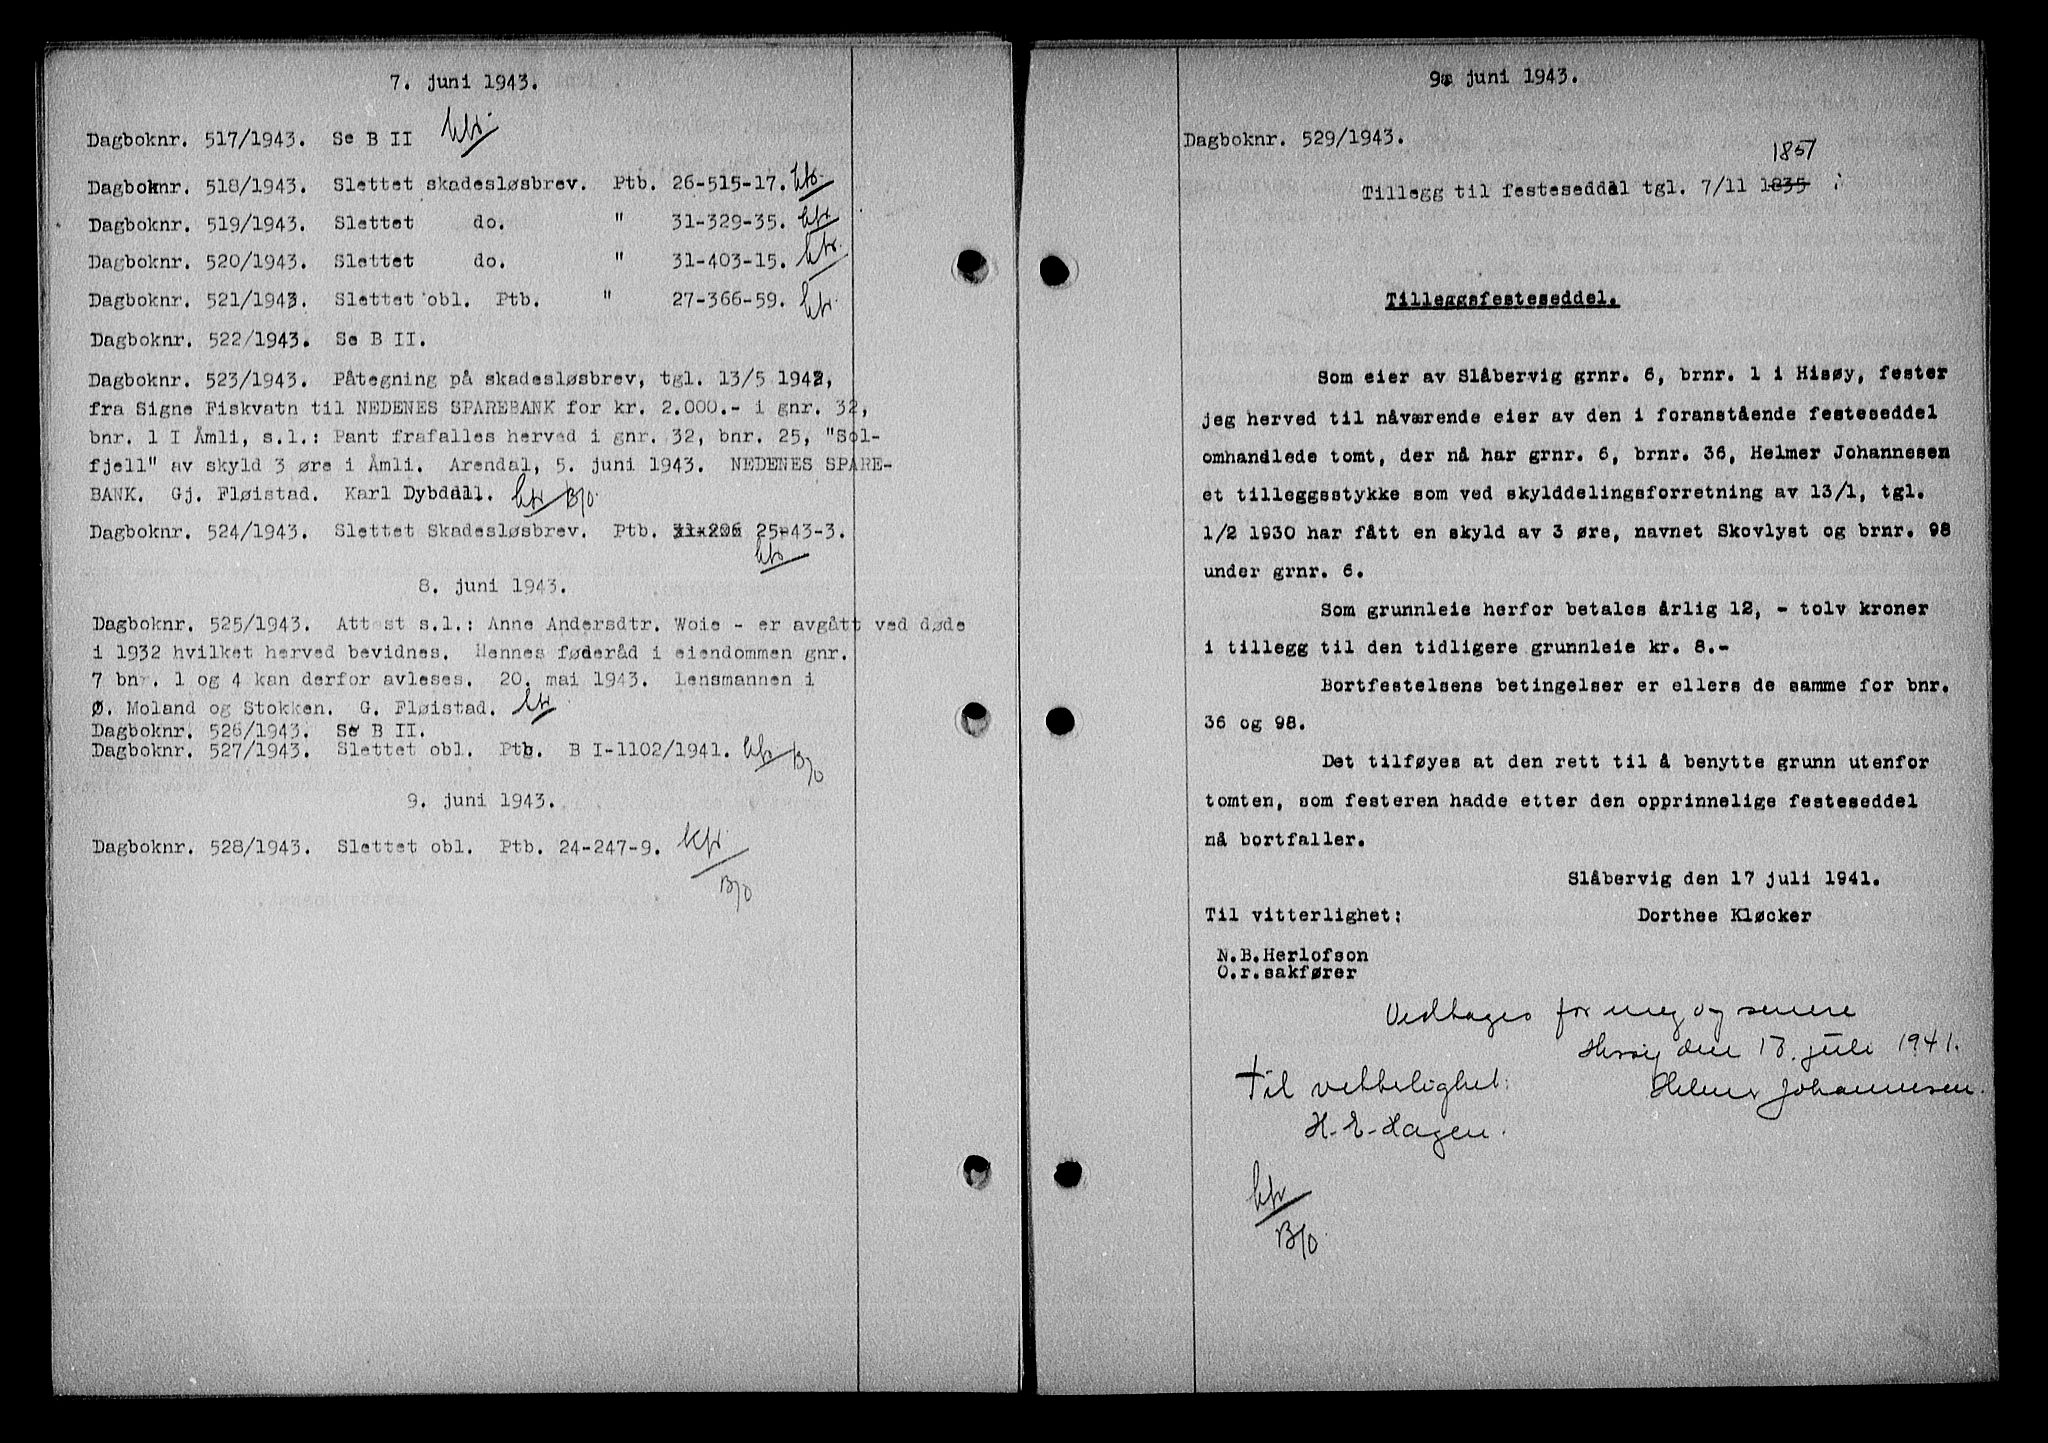 7. juni 1943.
Dagboknr. 517/1943. Se B II
Dagboknr. 518/1943. Slettet skadesløsbrev. Ptb. 26-515-17.
Dagboknr. 519/1943. Slettet do. " 31-329-35.
Dagboknr. 520/1943. Slettet do. " 31-403-15.
Dagboknr. 521/1943. Slettet obl. Ptb. " 27-366-59.
Dagboknr. 522/1943. Se B II.
Dagboknr. 523/1943. Påtegning på skadesløsbrev, tgl. 13/5 1942,
fra Signe Fiskvatn til NEDENES SPAREBANK for kr. 2.000.- i gnr. 32,
bnr. 1 I Åmli, s.l.: Pant frafalles herved i gnr. 32, bnr. 25, "Sol-
fjell" av skyld 3 øre i Åmli. Arendal, 5. juni 1943. NEDENES SPARE-
BANK. Gj. Fløistad. Karl Dybdall. B/O.
Dagboknr. 524/1943. Slettet Skadesløsbrev. Ptb. 31-206 25-43-3.
8. juni 1943.
Dagboknr. 525/1943. Attest s.l.: Anne Andersdtr. Woie - er avgått ved døde
i 1932 hvilket herved bevidnes. Hennes føderåd i eiendommen gnr.
7 bnr. 1 og 4 kan derfor avleses. 20. mai 1943. Lensmannen i
Ø. Moland og Stokken. G. Fløistad.
Dagboknr. 526/1943. Se B II.
Dagboknr. 527/1943. Slettet obl. Ptb. B I-1102/1941. B/O
9. juni 1943.
Dagboknr. 528/1943. Slettet obl. Ptb. 24-247-9.
B/O
9. juni 1943.
Dagboknr. 529/1943.
1857
Tillegg til festeseddel tgl. 7/11 1835 :
Tilleggsfesteseddel.
Som eier av Slåbervig grnr. 6, brnr. 1 i Hisøy, fester
jeg herved til nåværende eier av den i foranstående festeseddel
omhandlede tomt, der nå har grnr. 6, brnr. 36, Helmer Johannesen
et tilleggsstykke som ved skylddelingsforretning av 13/1, tgl.
1/2 1930 har fått en skyld av 3 øre, navnet Skovlyst og brnr. 98
under grnr. 6.
Som grunnleie herfor betales årlig 12, - tolv kroner
i tillegg til den tidligere grunnleie kr. 8.-
Bortfestelsens betingelser er ellers de samme for bnr.
36 og 98.
Det tilføyes at den rett til å benytte grunn utenfor
tomten, som festeren hadde etter den opprinnelige festeseddel
nå bortfaller.
Slåbervig den 17 juli 1941.
Til vitterlighet: Dorthee Kløcker
N.B.Herlofson
O.r.sakfører
Vedtages for meg og senere
Hisøy den 18. juli 1941.
Til vitterlighet: Helmer Johannesen.
H. E. Hagen.
B/O.